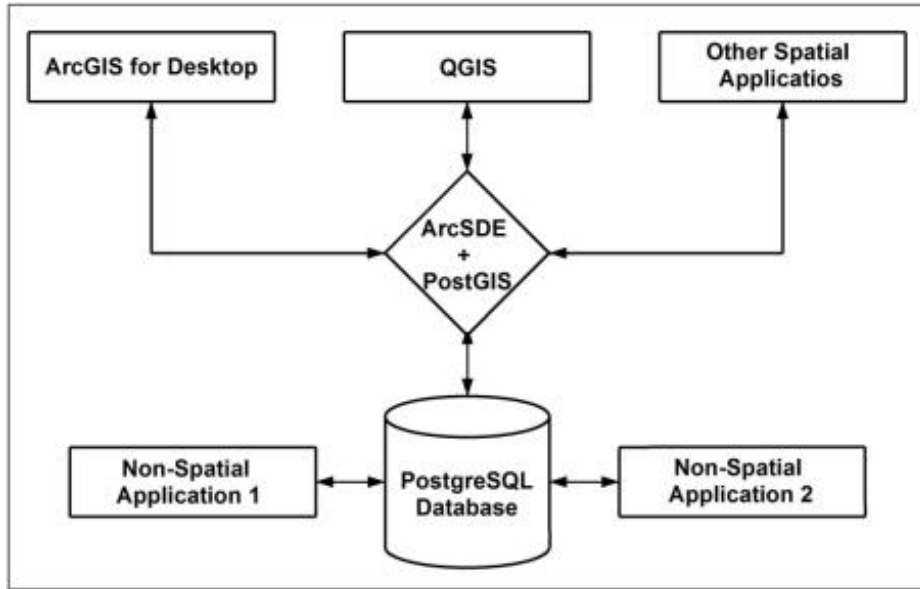 ArcGIS for Desktop
QGIS
Other Spatial
Applicatios
ArcSDE
+
PostGIS
Non-Spatial
Application 1
PostgreSQL
Database
Non-Spatial
Application 2